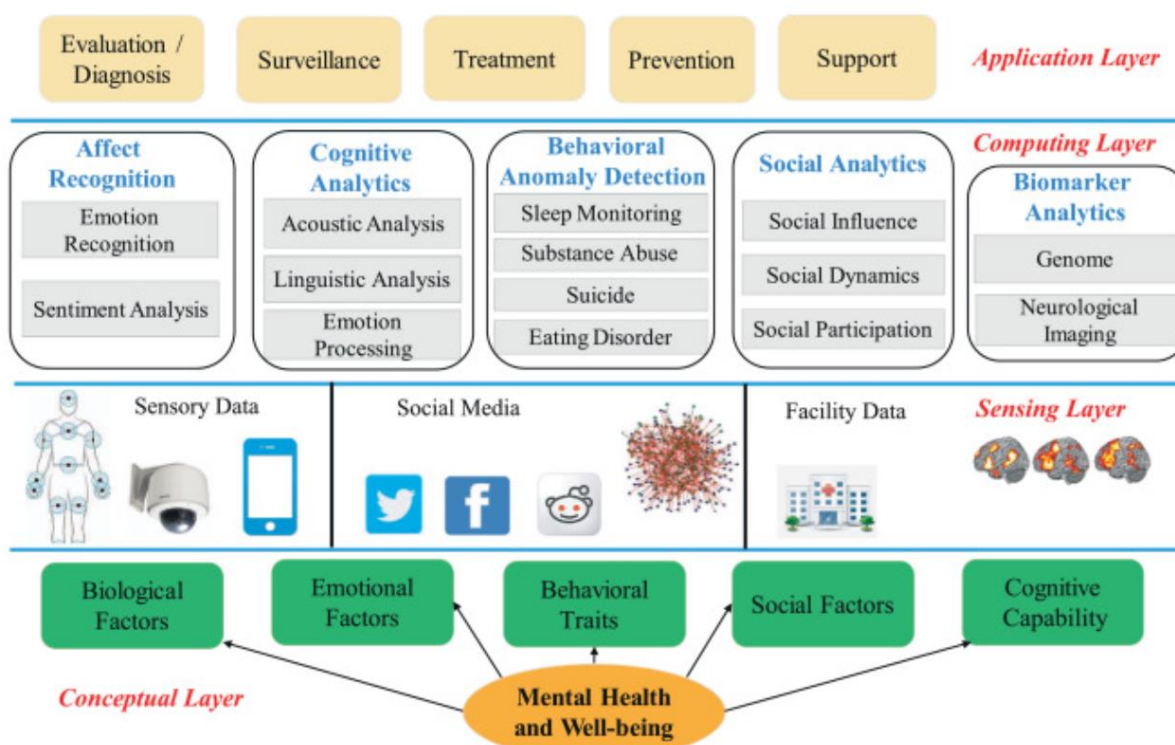 Evaluation /
Diagnosis
Surveillance
Treatment
Prevention
Support
Application Layer
Computing Layer
Affect
Recognition
Emotion
Recognition
Sentiment Analysis
Cognitive
Analytics
Acoustic Analysis
Linguistic Analysis
Emotion
Processing
Behavioral
Anomaly Detection
Sleep Monitoring
Substance Abuse
Suicide
Eating Disorder
Social Analytics
Social Influence
Social Dynamics
Social Participation
Biomarker
Analytics
Genome
Neurological
Imaging
Sensory Data
Social Media
Facility Data
Sensing Layer
f
Biological
Factors
Emotional
Factors
Behavioral
Traits
Social Factors
Cognitive
Capability
Conceptual Layer
Mental Health
and Well-being